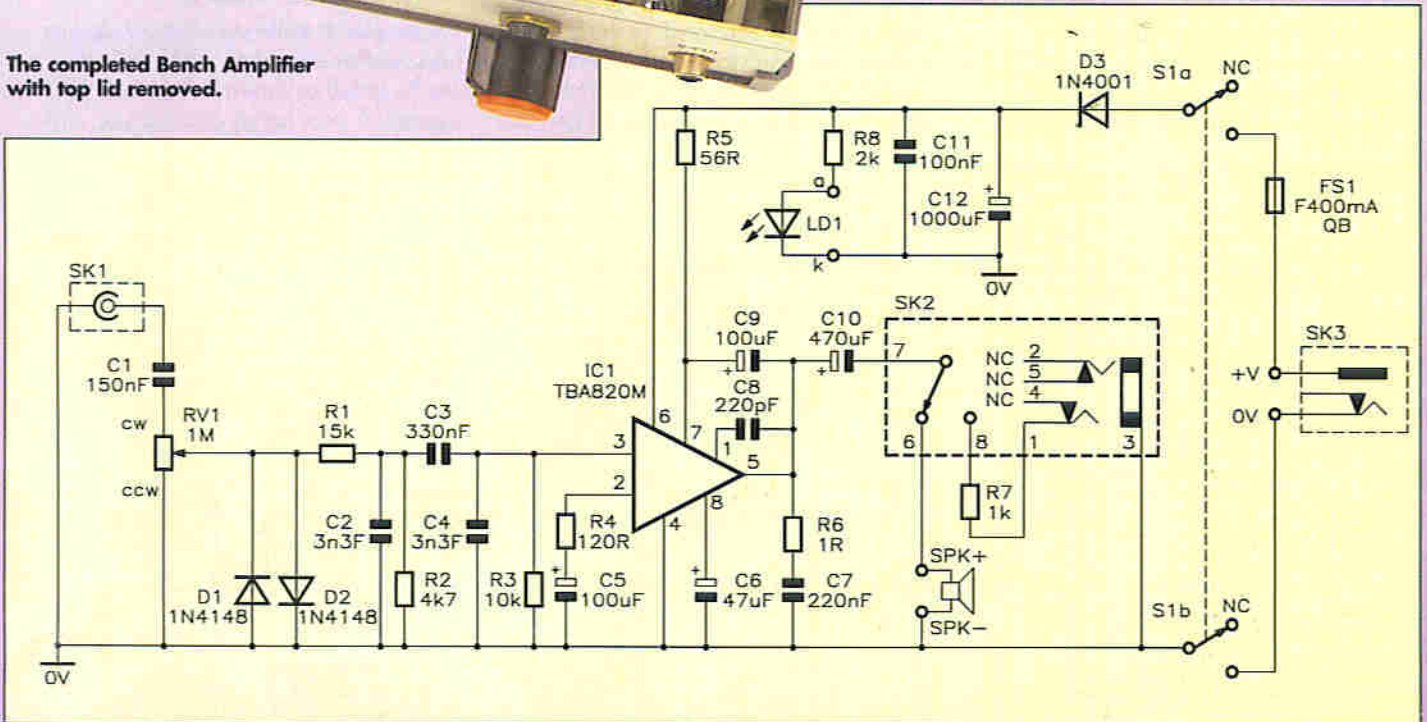 The completed Bench Amplifier
with top lid removed.
D3
1N4001
S1a
NC
R5
56R
R8
2k
C11
100nF
a
LD1
k
+
C12
1000uF
0V
FS1
F400mA
QB
SK1
C1
150nF
cw
RV1
1M
ccw
R1
15k
C3
330nF
IC1
TBA820M
C9
100uF
+
C10
470uF
+
C8
220pF
SK2
7
NC 2
NC 5
NC 4
6
8
1
3
SK3
+V
0V
3
2
6
7
1
5
8
4
C2
3n3F
C4
3n3F
R4
120R
R7
1k
R6
1R
D1
1N4148
D2
1N4148
R2
4k7
R3
10k
+
C5
100uF
+
C6
47uF
C7
220nF
SPK+
SPK-
S1b
NC
0V